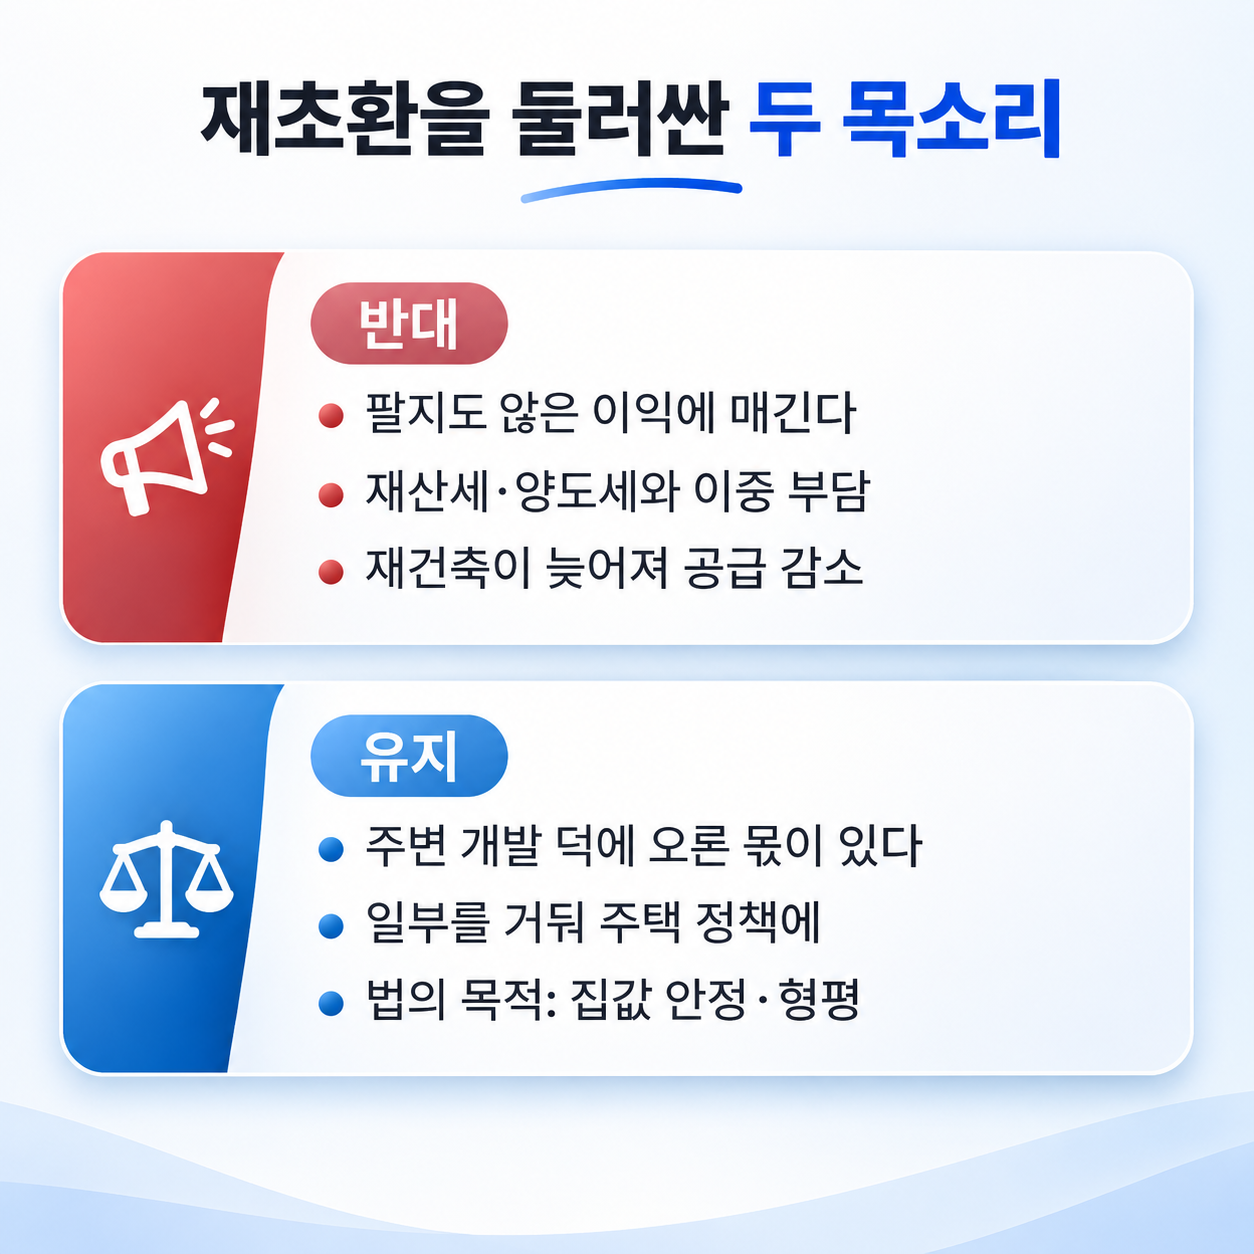 재초환을 둘러싼 두 목소리
반대
팔지도 않은 이익에 매긴다
재산세·양도세와 이중 부담
재건축이 늦어져 공급 감소
유지
주변 개발 덕에 오른 몫이 있다
일부를 거둬 주택 정책에
법의 목적: 집값 안정·형평